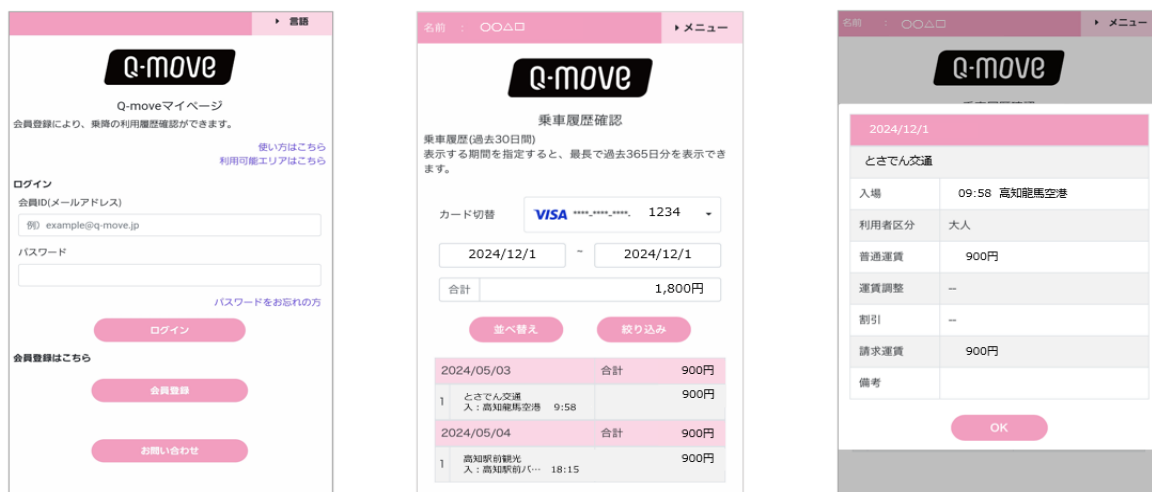 ▶ 言語
Q-move
Q-moveマイページ
会員登録により、乗降の利用履歴確認ができます。
使い方はこちら
利用可能エリアはこちら
ログイン
会員ID(メールアドレス)
例) example@q-move.jp
パスワード
パスワードをお忘れの方
ログイン
会員登録はこちら
会員登録
お問い合わせ
名前 : 〇〇△□ ▶ メニュー
Q-move
乗車履歴確認
乗車履歴(過去30日間)
表示する期間を指定すると、最長で過去365日分を表示でき
ます。
カード切替 VISA ****-****-****- 1234
2024/12/1 ~ 2024/12/1
合計 1,800円
並べ替え 絞り込み
2024/05/03 合計 900円
1 とさでん交通 900円
入：高知龍馬空港 9:58
2024/05/04 合計 900円
1 高知駅前観光 900円
入：高知駅前バ… 18:15
名前 : 〇〇△□ ▶ メニュー
Q-move
2024/12/1
とさでん交通
入場 09:58 高知龍馬空港
利用者区分 大人
普通運賃 900円
運賃調整 --
割引 --
請求運賃 900円
備考
OK